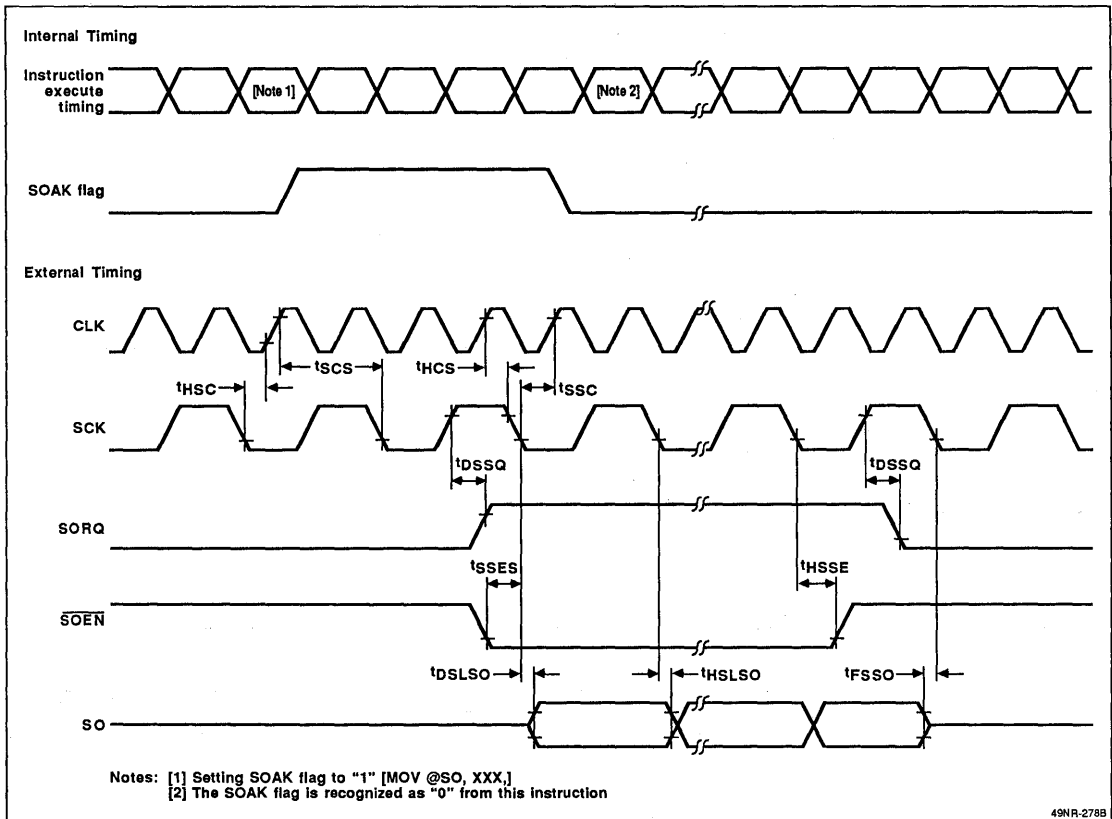 Internal Timing
Instruction
execute
timing
[Note 1]
[Note 2]
SOAK flag
External Timing
CLK
tSCS
tHCS
tHSC
tSSC
SCK
tDSSQ
tDSSQ
SORQ
tSSES
tHSSE
SOEN
tDSLSO
tHSLSO
tFSSO
SO
Notes: [1] Setting SOAK flag to "1" [MOV @SO, XXX,]
[2] The SOAK flag is recognized as "0" from this instruction
49NR-278B